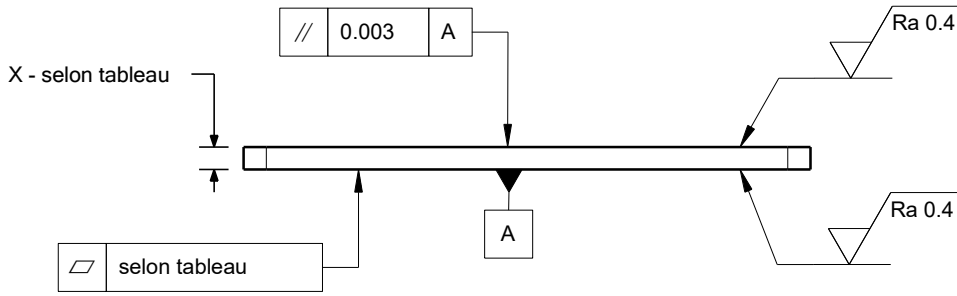 // 0.003 A
Ra 0.4
X - selon tableau
A
Ra 0.4
⏥ selon tableau